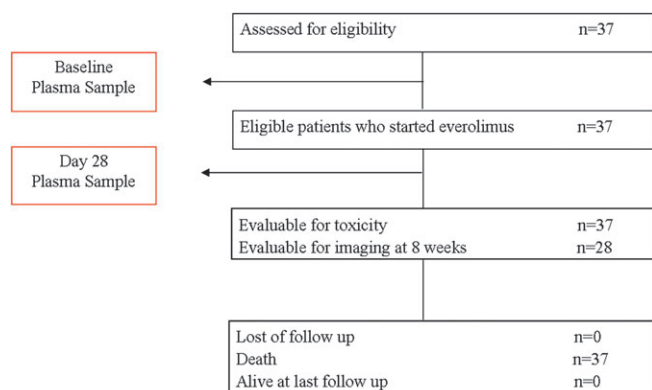 Assessed for eligibility n=37
Baseline
Plasma Sample
Eligible patients who started everolimus n=37
Day 28
Plasma Sample
Evaluable for toxicity n=37
Evaluable for imaging at 8 weeks n=28
Lost of follow up n=0
Death n=37
Alive at last follow up n=0